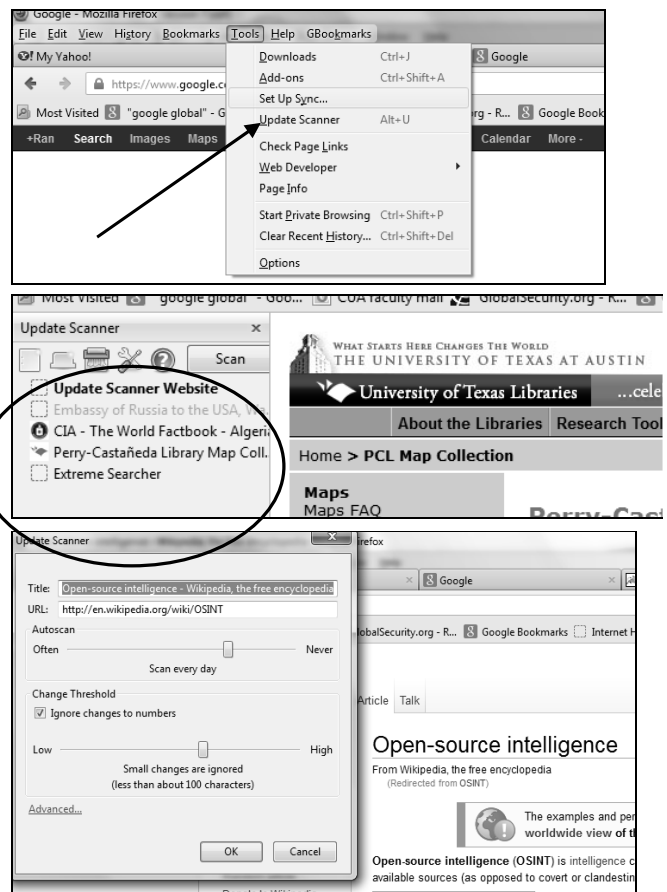 Google - Mozilla Firefox
File Edit View History Bookmarks Tools Help GBookmarks
My Yahoo!
Google
Downloads Ctrl+J
Add-ons Ctrl+Shift+A
Set Up Sync...
Update Scanner Alt+U
Check Page Links
Web Developer
Page Info
Start Private Browsing Ctrl+Shift+P
Clear Recent History... Ctrl+Shift+Del
Options
https://www.google.c
Most Visited "google global" - G
rg - R... Google Book
+Ran Search Images Maps
Calendar More -
Most Visited "google global" - Goo... CUA faculty mail GlobalSecurity.org - R...
Update Scanner ×
Scan
Update Scanner Website
Embassy of Russia to the USA, Wa
CIA - The World Factbook - Algeria
Perry-Castañeda Library Map Coll.
Extreme Searcher
WHAT STARTS HERE CHANGES THE WORLD
THE UNIVERSITY OF TEXAS AT AUSTIN
University of Texas Libraries ...cele
About the Libraries Research Tool
Home > PCL Map Collection
Maps
Maps FAQ
Perry-Cast
Update Scanner
Title: Open-source intelligence - Wikipedia, the free encyclopedia
URL: http://en.wikipedia.org/wiki/OSINT
Autoscan
Often Never
Scan every day
Change Threshold
Ignore changes to numbers
Low High
Small changes are ignored
(less than about 100 characters)
Advanced...
OK Cancel
irefox
Google
lobalSecurity.org - R... Google Bookmarks Internet H
Article Talk
Open-source intelligence
From Wikipedia, the free encyclopedia
(Redirected from OSINT)
The examples and per
worldwide view of th
Open-source intelligence (OSINT) is intelligence c
available sources (as opposed to covert or clandestin